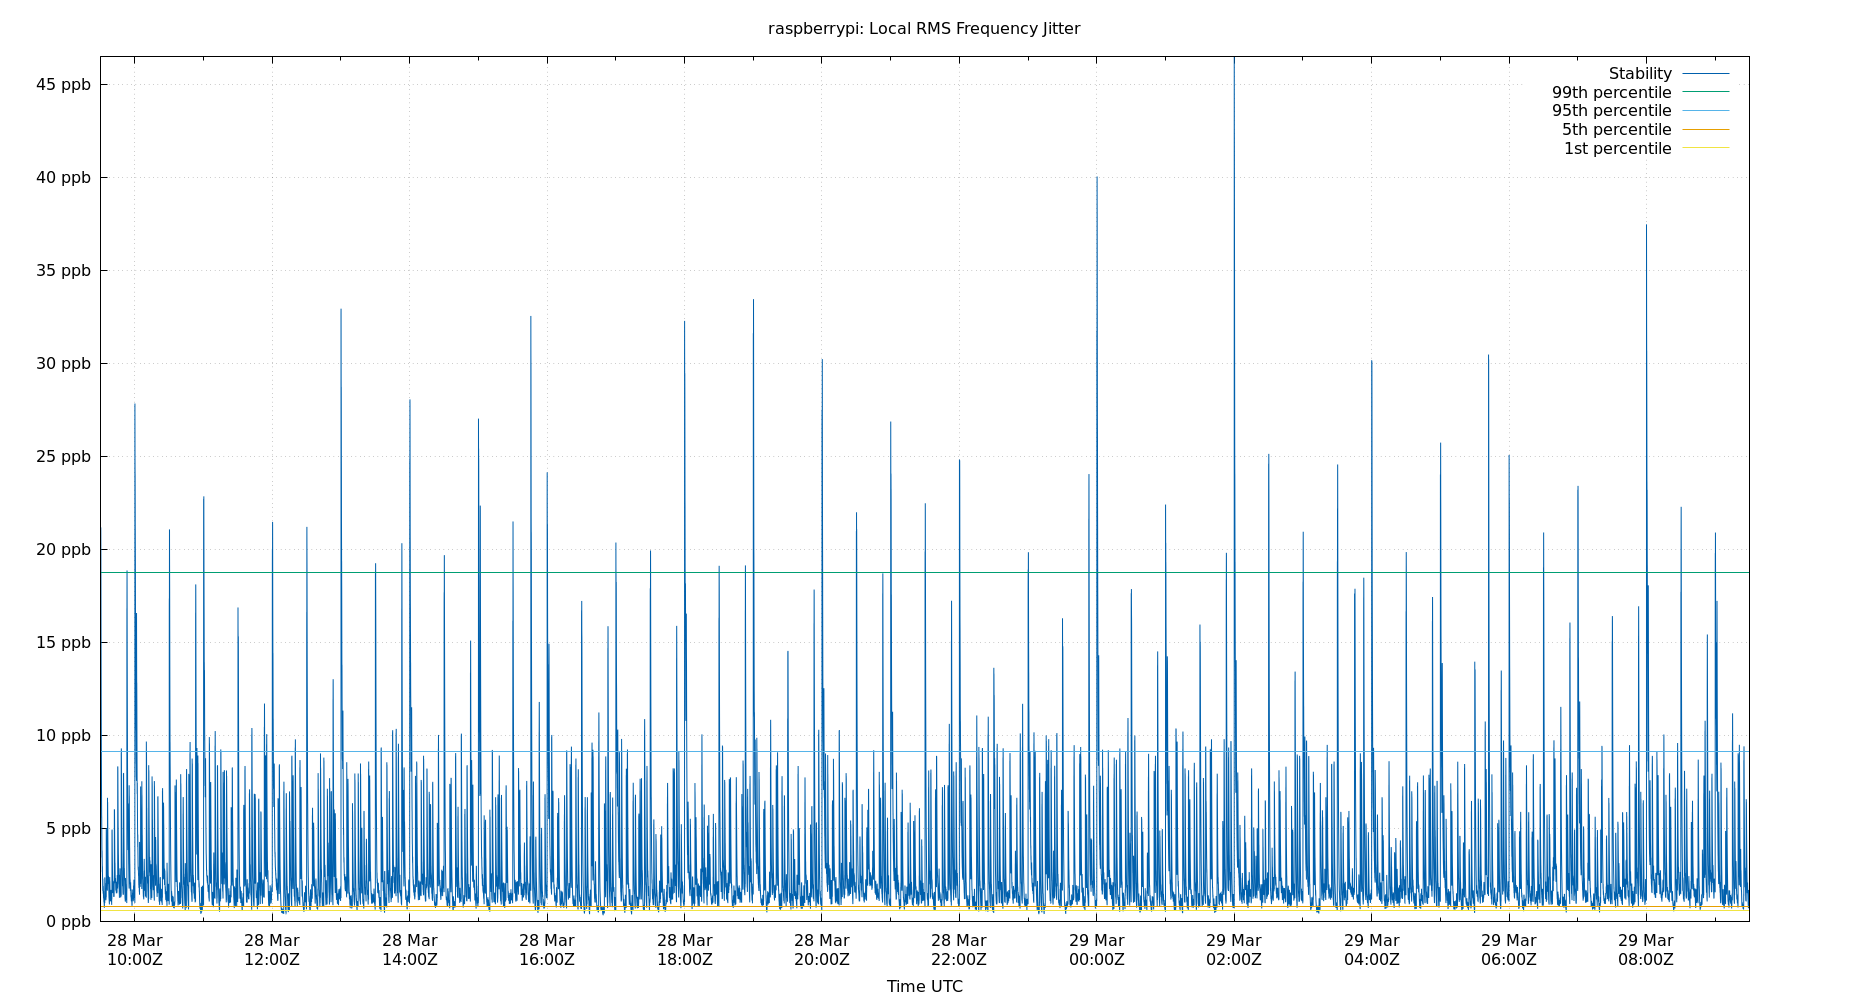 raspberrypi: Local RMS Frequency Jitter
45 ppb
40 ppb
35 ppb
30 ppb
25 ppb
20 ppb
15 ppb
10 ppb
5 ppb
0 ppb
Stability
99th percentile
95th percentile
5th percentile
1st percentile
28 Mar 28 Mar 28 Mar 28 Mar 28 Mar 28 Mar 28 Mar 29 Mar 29 Mar 29 Mar 29 Mar 29 Mar
10:00Z 12:00Z 14:00Z 16:00Z 18:00Z 20:00Z 22:00Z 00:00Z 02:00Z 04:00Z 06:00Z 08:00Z
Time UTC